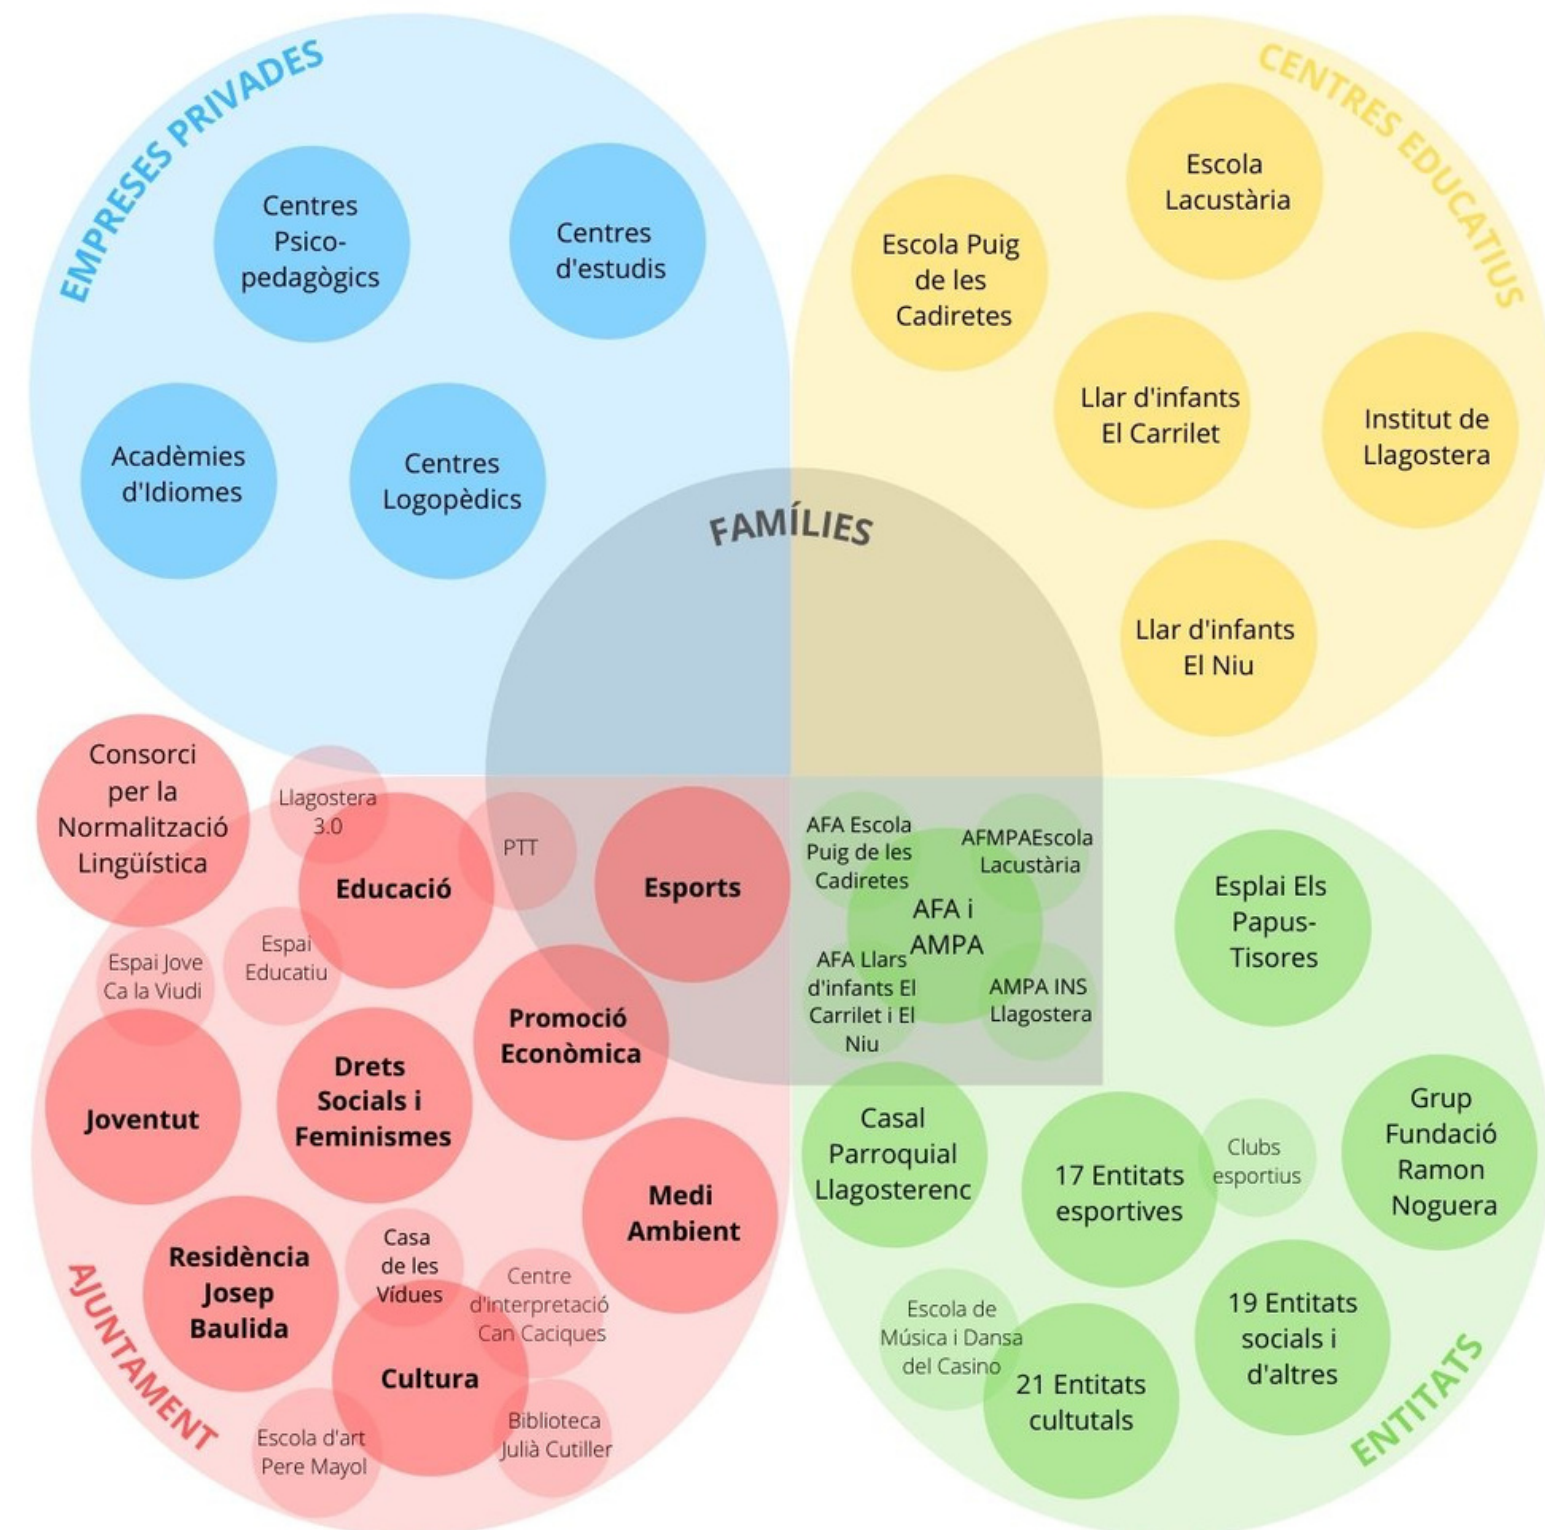 EMPRESES PRIVADES
Centres
Psico-
pedagògics
Centres
d'estudis
Acadèmies
d'Idiomes
Centres
Logopèdics
CENTRES EDUCATIUS
Escola
Lacustària
Escola Puig
de les
Cadiretes
Llar d'infants
El Carrilet
Institut de
Llagostera
Llar d'infants
El Niu
FAMÍLIES
Consorci
per la
Normalització
Lingüística
Llagostera
3.0
PTT
Educació
Esports
Espai
Educatiu
Espai Jove
Ca la Viudi
Promoció
Econòmica
Drets
Socials i
Feminismes
Joventut
Medi
Ambient
Residència
Josep
Baulida
Casa
de les
Vídues
Centre
d'interpretació
Can Caciques
Cultura
Escola d'art
Pere Mayol
Biblioteca
Julià Cutiller
AJUNTAMENT
AFA Escola
Puig de les
Cadiretes
AFMPAEscola
Lacustària
AFA i
AMPA
AFA Llars
d'infants El
Carrilet i El
Niu
AMPA INS
Llagostera
Esplai Els
Papus-
Tisores
Casal
Parroquial
Llagosterenc
17 Entitats
esportives
Clubs
esportius
Grup
Fundació
Ramon
Noguera
Escola de
Música i Dansa
del Casino
21 Entitats
cultutals
19 Entitats
socials i
d'altres
ENTITATS